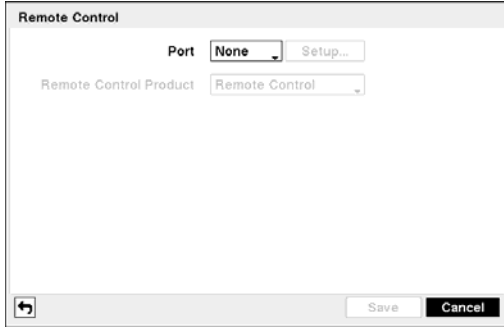 Remote Control
Port None Setup...
Remote Control Product Remote Control
Save Cancel